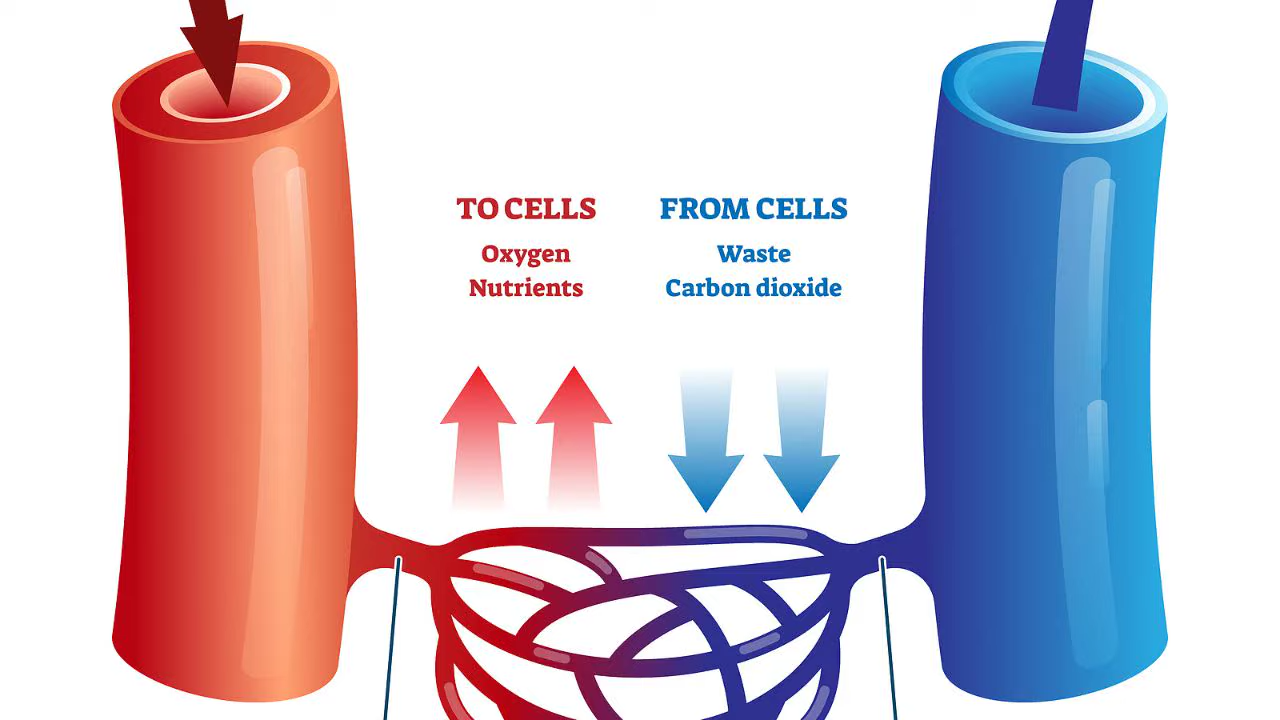 TO CELLS
Oxygen
Nutrients
FROM CELLS
Waste
Carbon dioxide